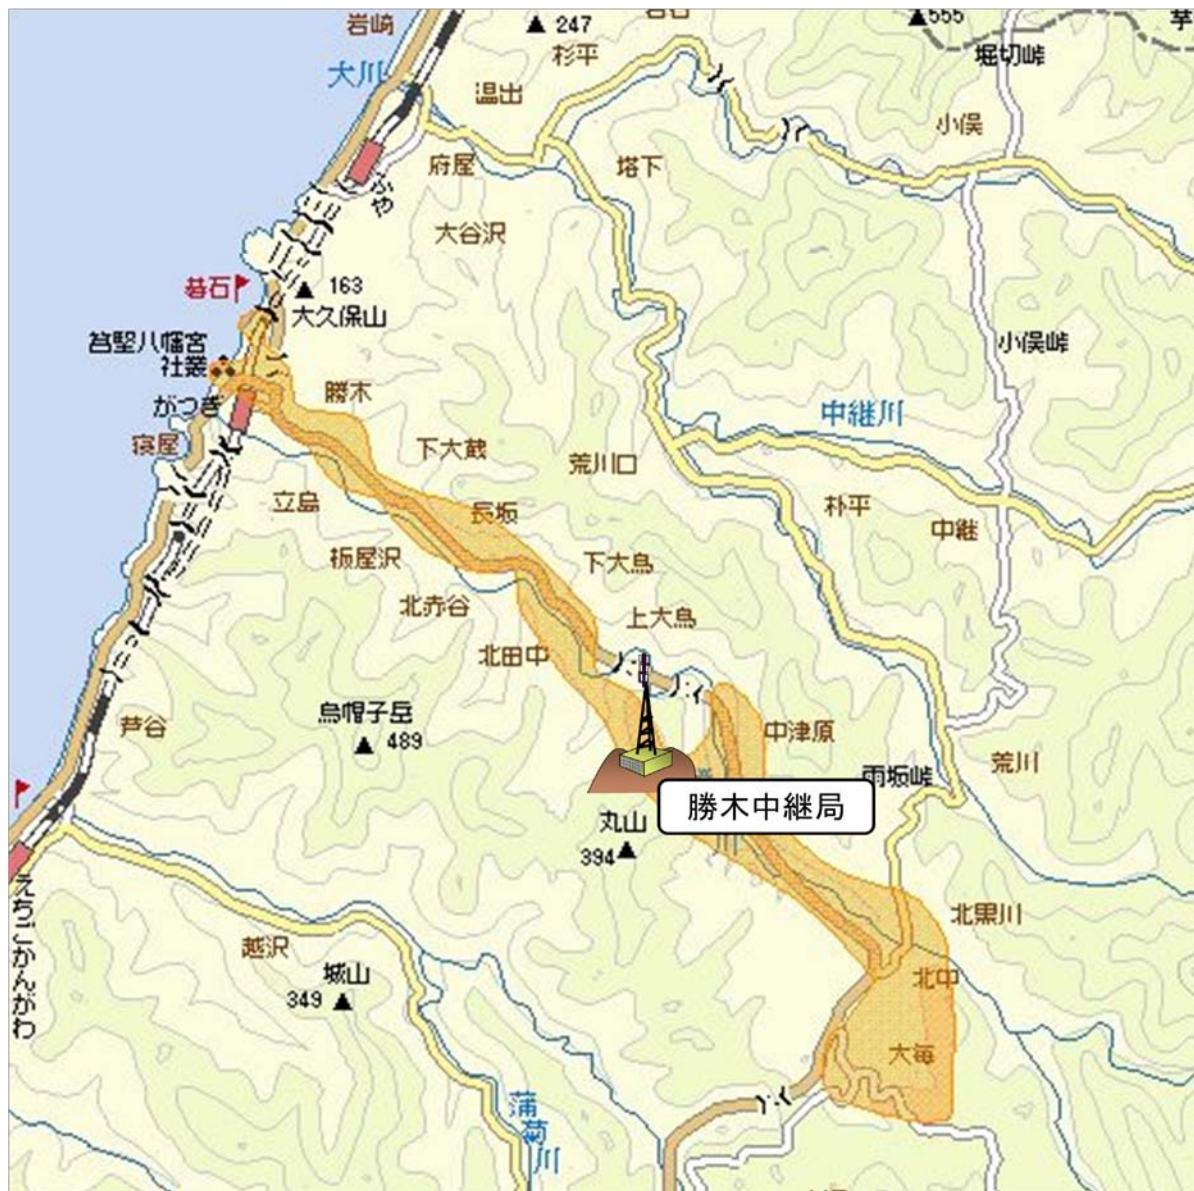 岩崎
247
555
大川
杉平
堀切峠
温出
小俣
府屋
塔下
ふや
大谷沢
碁石
163
大久保山
筥堅八幡宮
社叢
小俣峠
がつぎ
勝木
中継川
寝屋
下大蔵
荒川口
立島
長坂
朴平
中継
板屋沢
下大鳥
北赤谷
上大鳥
北田中
烏帽子岳
489
芦谷
中津原
雨坂峠
荒川
勝木中継局
丸山
394
えちごかんがわ
北黒川
越沢
城山
349
北中
大毎
蒲萄川